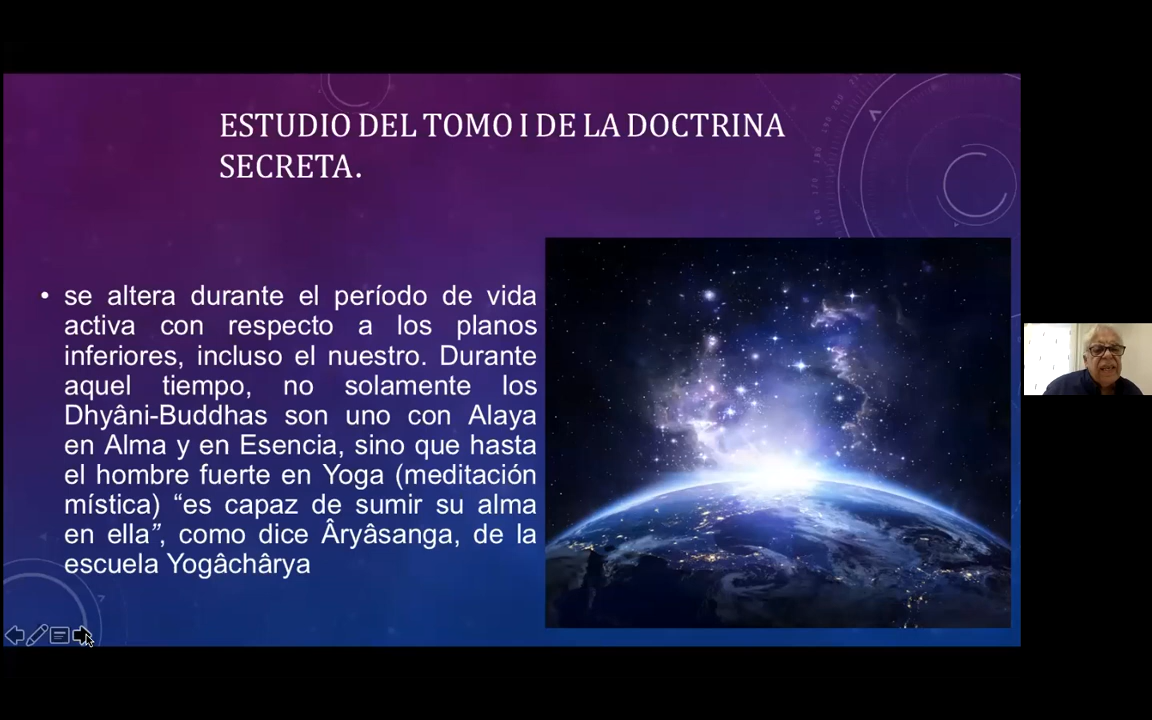 ESTUDIO DEL TOMO I DE LA DOCTRINA
SECRETA.
• se altera durante el período de vida
activa con respecto a los planos
inferiores, incluso el nuestro. Durante
aquel tiempo, no solamente los
Dhyâni-Buddhas son uno con Alaya
en Alma y en Esencia, sino que hasta
el hombre fuerte en Yoga (meditación
mística) “es capaz de sumir su alma
en ella”, como dice Âryâsanga, de la
escuela Yogâchârya